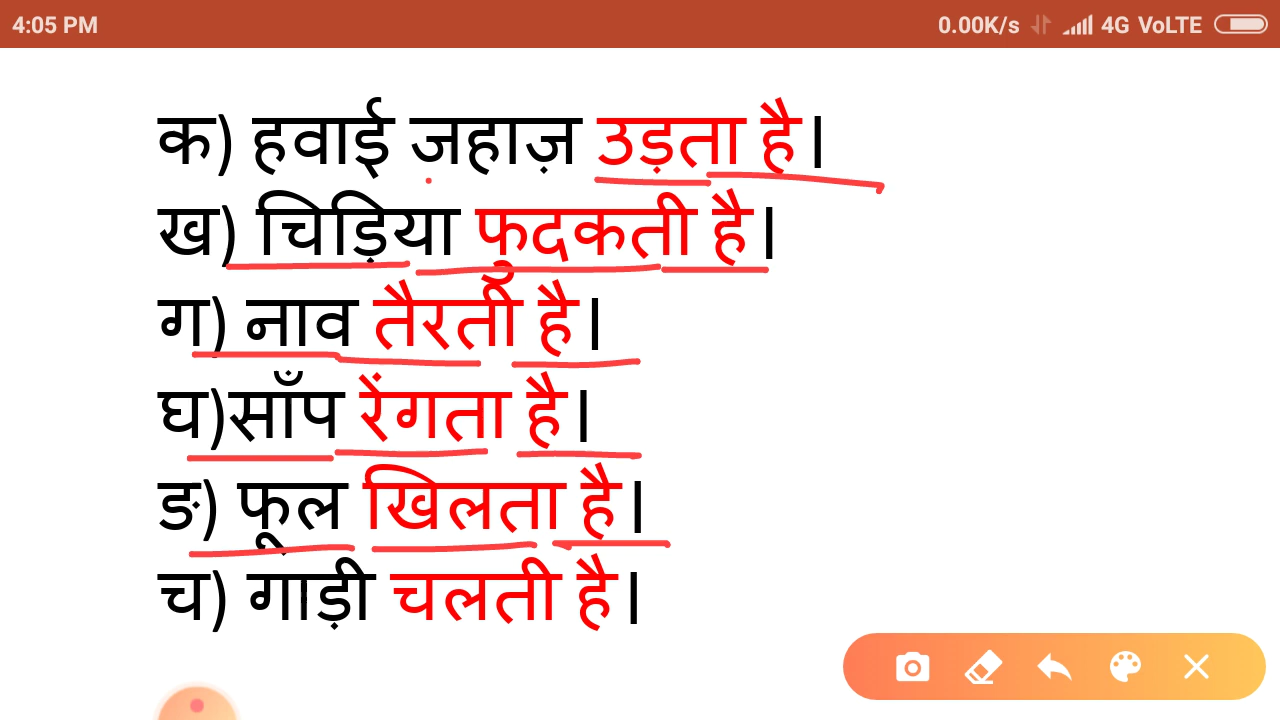 4:05 PM 0.00K/s 4G VoLTE
क) हवाई जहाज़ उड़ता है।
ख) चिड़िया फुदकती है।
ग) नाव तैरती है।
घ)साँप रेंगता है।
ङ) फूल खिलता है।
च) गाड़ी चलती है।